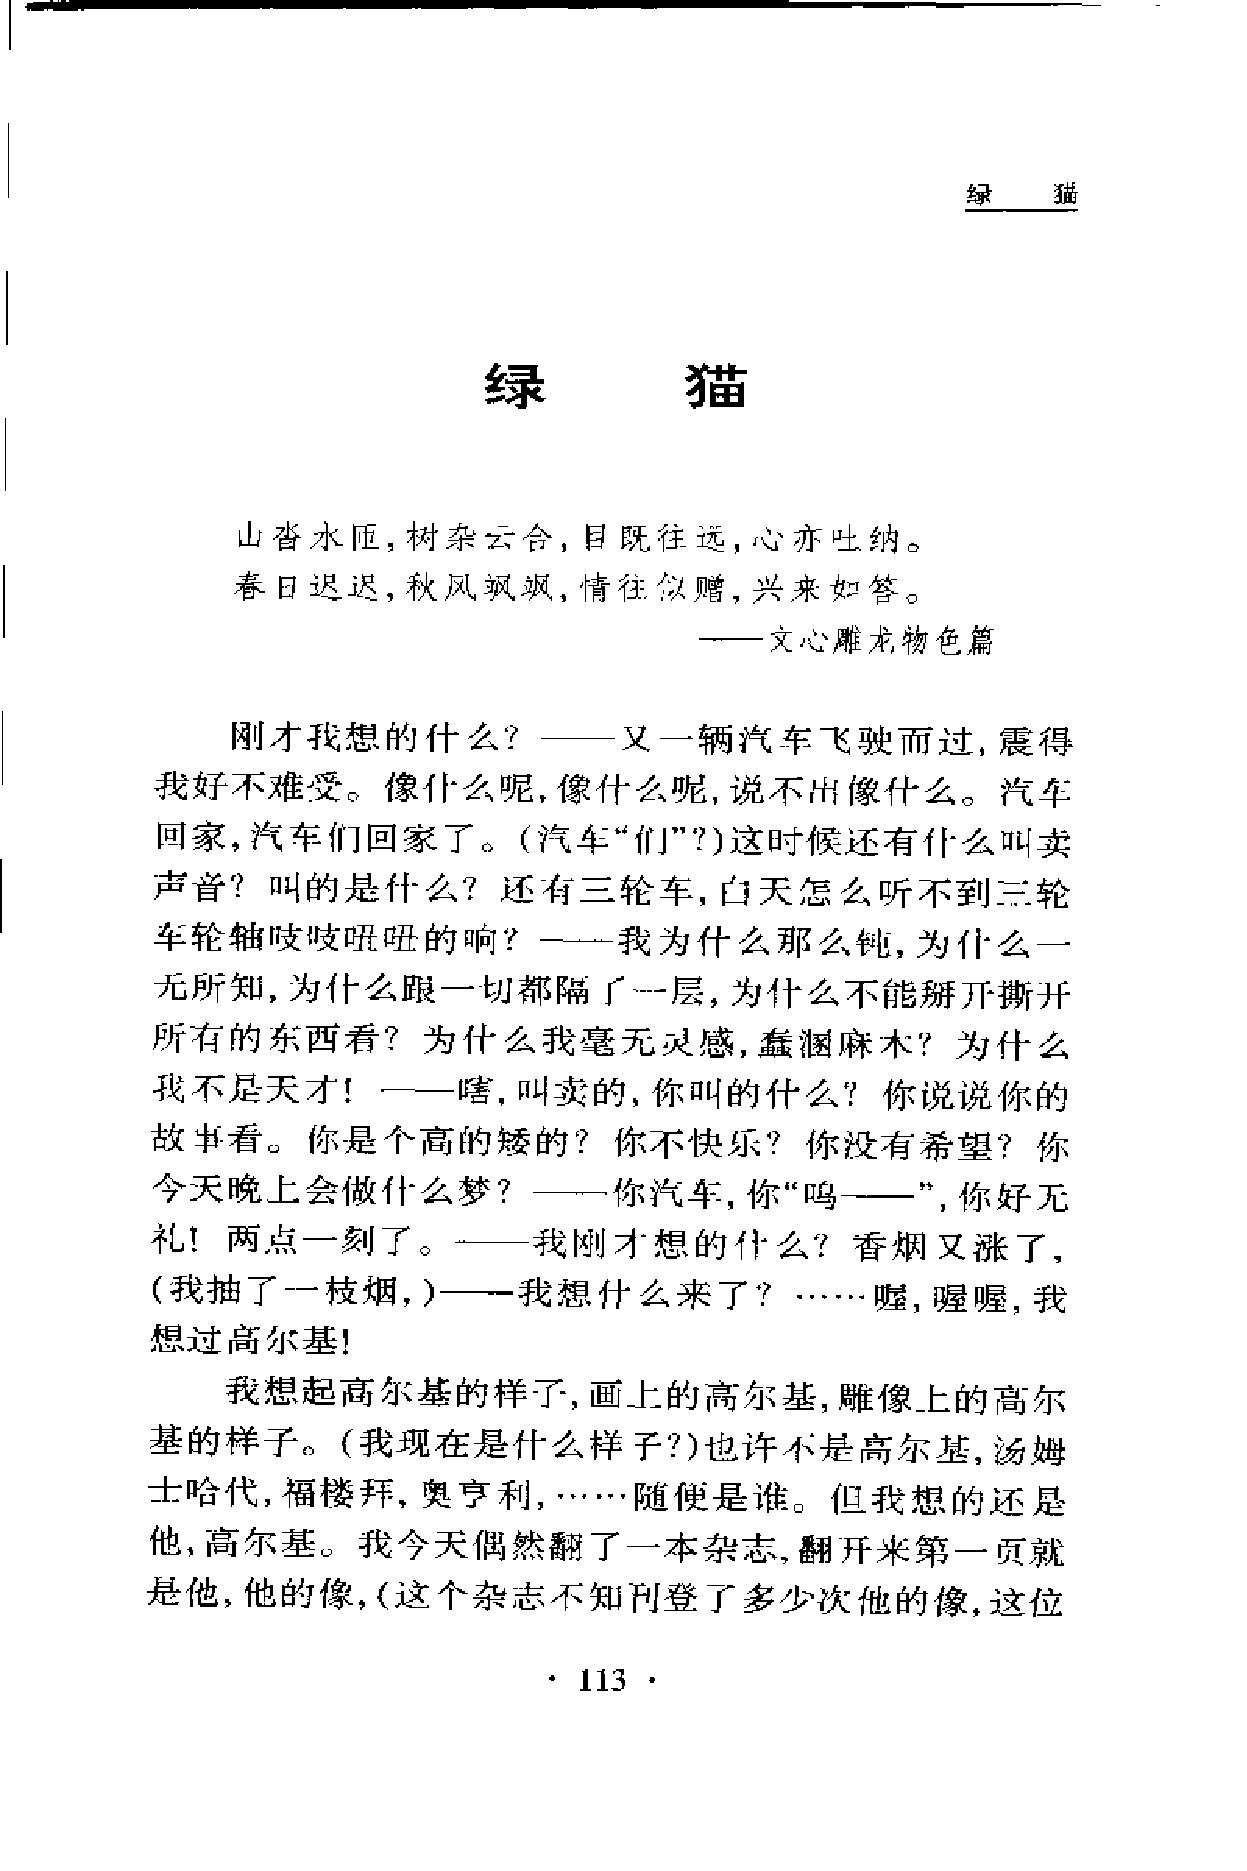 绿　　猫
绿　　猫
山沓水匝,树杂云合,目既往远,心亦吐纳。
春日迟迟,秋风飒飒,情往似赠,兴来如答。
——文心雕龙物色篇
刚才我想的什么? ——又一辆汽车飞驶而过,震得
我好不难受。像什么呢,像什么呢,说不出像什么。汽车
回家,汽车们回家了。(汽车“们”?)这时候还有什么叫卖
声音? 叫的是什么? 还有三轮车,白天怎么听不到三轮
车轮轴吱吱吜吜的响? ——我为什么那么钝,为什么一
无所知,为什么跟一切都隔了一层,为什么不能掰开撕开
所有的东西看? 为什么我毫无灵感,蠢溷麻木? 为什么
我不是天才! ——嗐,叫卖的,你叫的什么? 你说说你的
故事看。你是个高的矮的? 你不快乐? 你没有希望? 你
今天晚上会做什么梦? ——你汽车,你“呜——”,你好无
礼! 两点一刻了。——我刚才想的什么? 香烟又涨了,
(我抽了一枝烟,)——我想什么来了? ……喔,喔喔,我
想过高尔基!
我想起高尔基的样子,画上的高尔基,雕像上的高尔
基的样子。(我现在是什么样子?)也许不是高尔基,汤姆
士哈代,福楼拜,奥亨利,……随便是谁。但我想的还是
他,高尔基。我今天偶然翻了一本杂志,翻开来第一页就
是他,他的像,(这个杂志不知刊登了多少次他的像,这位
· 113 ·